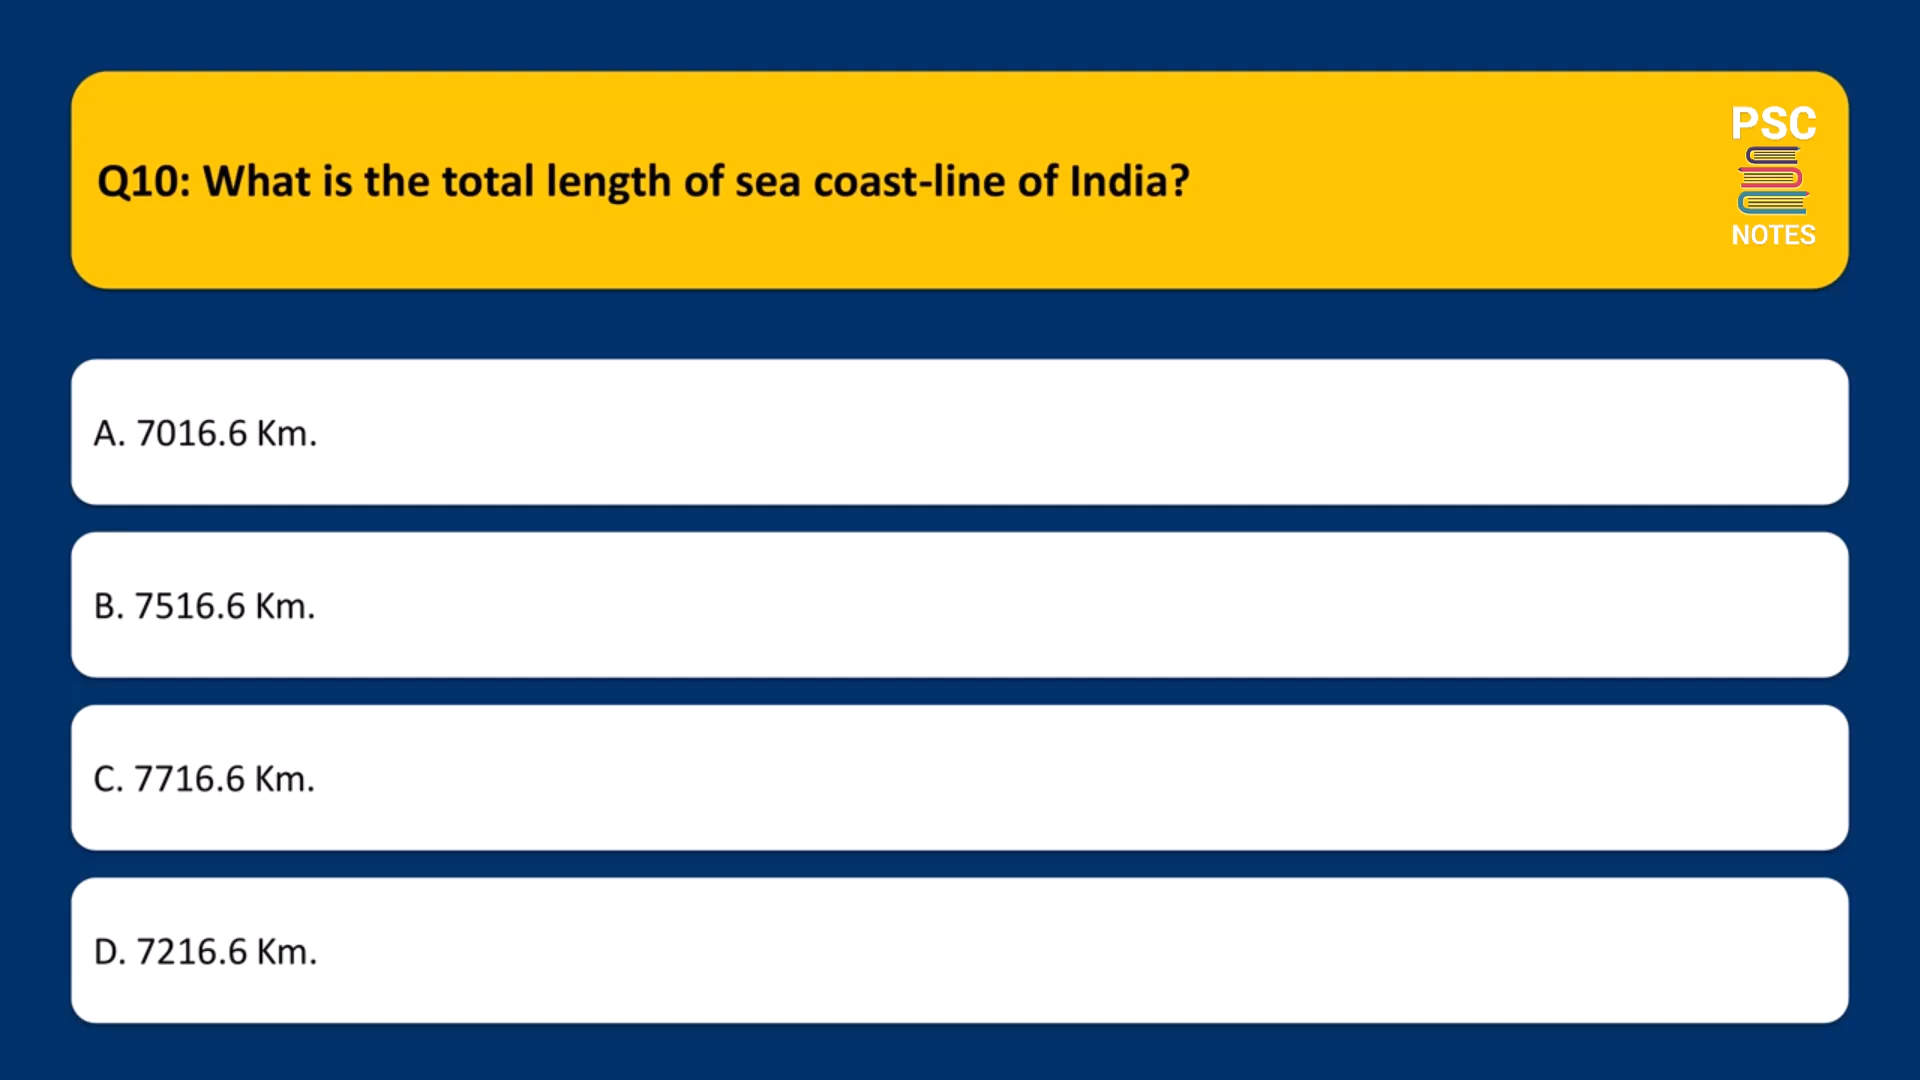 Q10: What is the total length of sea coast-line of India?
PSC
NOTES
A. 7016.6 Km.
B. 7516.6 Km.
C. 7716.6 Km.
D. 7216.6 Km.